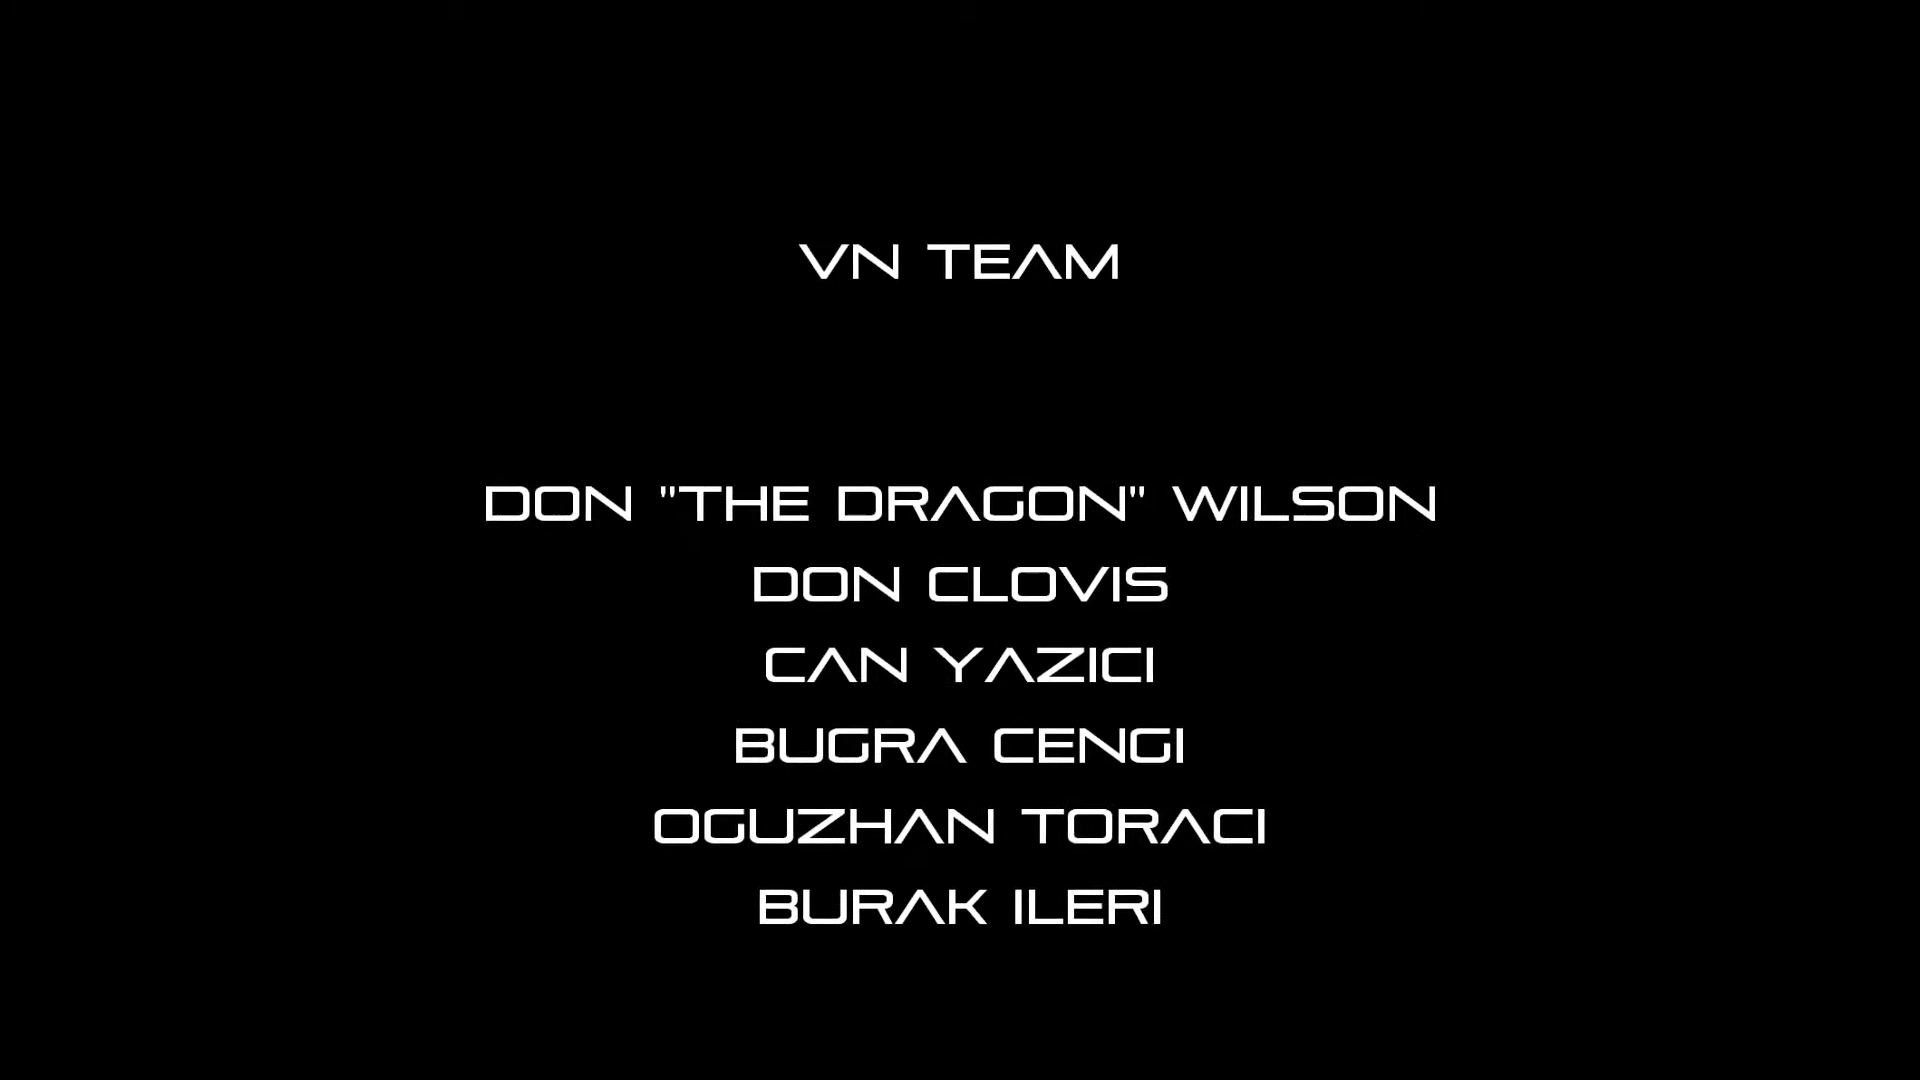 VN TEAM
DON "THE DRAGON" WILSON
DON CLOVIS
CAN YAZICI
BUGRA CENGI
OGUZHAN TORACI
BURAK ILERI